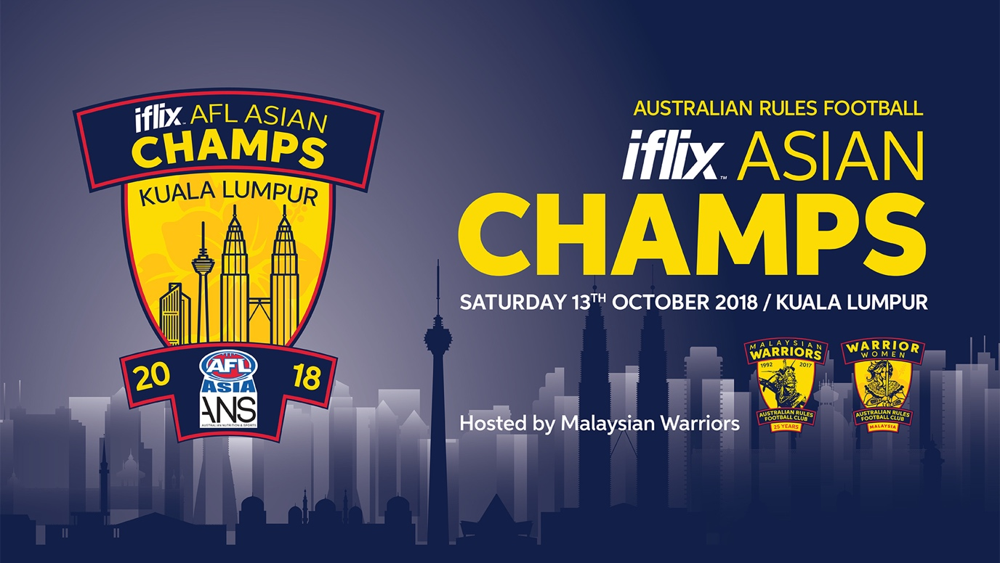 iflix™ AFL ASIAN
CHAMPS
KUALA LUMPUR
20 18
AFL
ASIA
ANS
AUSTRALIAN NUTRITION & SPORTS
AUSTRALIAN RULES FOOTBALL
iflix™ ASIAN
CHAMPS
SATURDAY 13TH OCTOBER 2018 / KUALA LUMPUR
Hosted by Malaysian Warriors
MALAYSIAN
WARRIORS
1992 2017
AUSTRALIAN RULES
FOOTBALL CLUB
25 YEARS
WARRIOR
WOMEN
AUSTRALIAN RULES
FOOTBALL CLUB
MALAYSIA